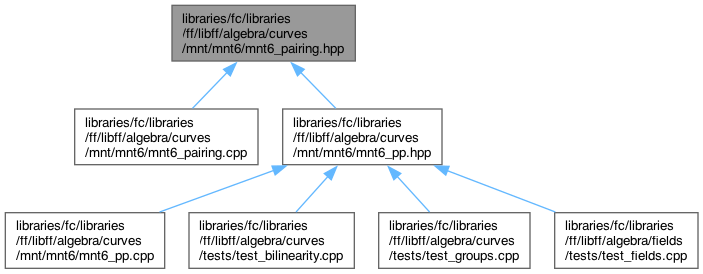 libraries/fc/libraries
/ff/libff/algebra/curves
/mnt/mnt6/mnt6_pairing.hpp
libraries/fc/libraries
/ff/libff/algebra/curves
/mnt/mnt6/mnt6_pairing.cpp
libraries/fc/libraries
/ff/libff/algebra/curves
/mnt/mnt6/mnt6_pp.hpp
libraries/fc/libraries
/ff/libff/algebra/curves
/mnt/mnt6/mnt6_pp.cpp
libraries/fc/libraries
/ff/libff/algebra/curves
/tests/test_bilinearity.cpp
libraries/fc/libraries
/ff/libff/algebra/curves
/tests/test_groups.cpp
libraries/fc/libraries
/ff/libff/algebra/fields
/tests/test_fields.cpp